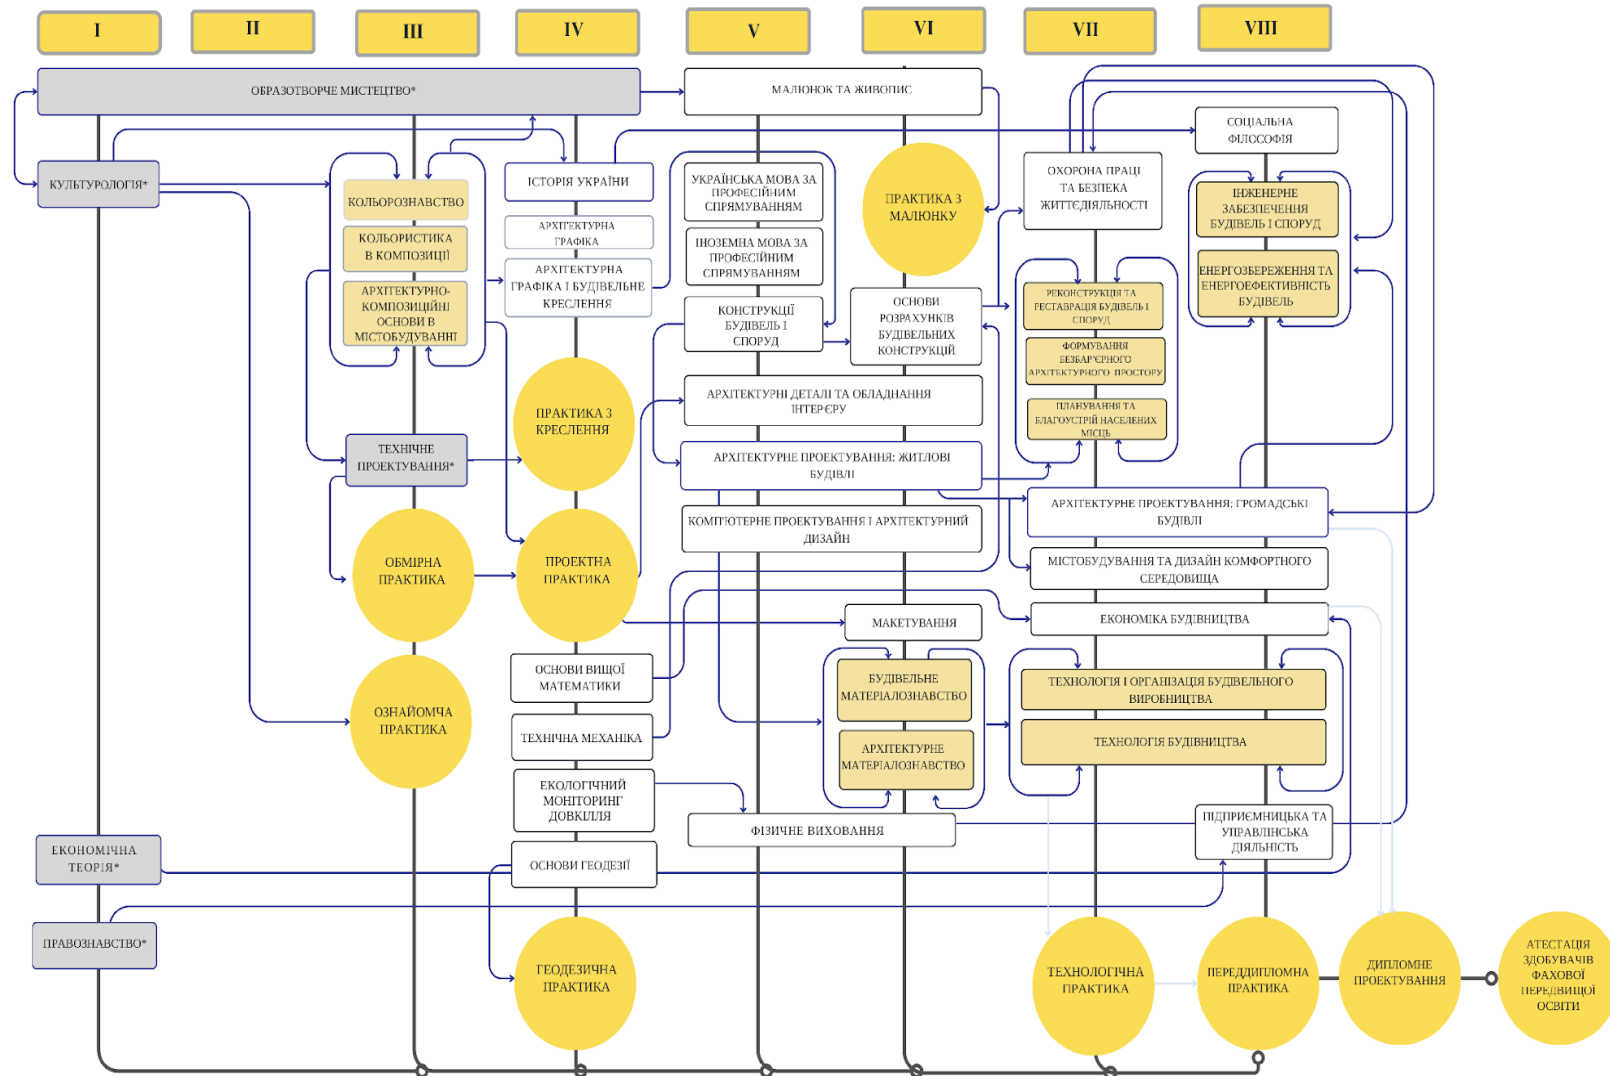 I
II
III
IV
V
VI
VII
VIII
ОБРАЗОТВОРЧЕ МИСТЕЦТВО*
КУЛЬТУРОЛОГІЯ*
ЕКОНОМІЧНА
ТЕОРІЯ*
ПРАВОЗНАВСТВО*
КОЛЬОРОЗНАВСТВО
КОЛЬОРИСТИКА
В КОМПОЗИЦІЇ
АРХІТЕКТУРНО-
КОМПОЗИЦІЙНІ
ОСНОВИ В
МІСТОБУДУВАННІ
ТЕХНІЧНЕ
ПРОЕКТУВАННЯ*
ОБМІРНА
ПРАКТИКА
ОЗНАЙОМЧА
ПРАКТИКА
ІСТОРІЯ УКРАЇНИ
АРХІТЕКТУРНА
ГРАФІКА
АРХІТЕКТУРНА
ГРАФІКА І БУДІВЕЛЬНЕ
КРЕСЛЕННЯ
ПРАКТИКА З
КРЕСЛЕННЯ
ПРОЕКТНА
ПРАКТИКА
ОСНОВИ ВИЩОЇ
МАТЕМАТИКИ
ТЕХНІЧНА МЕХАНІКА
ЕКОЛОГІЧНИЙ
МОНІТОРИНГ
ДОВКІЛЛЯ
ОСНОВИ ГЕОДЕЗІЇ
ГЕОДЕЗИЧНА
ПРАКТИКА
МАЛЮНОК ТА ЖИВОПИС
УКРАЇНСЬКА МОВА ЗА
ПРОФЕСІЙНИМ
СПРЯМУВАННЯМ
ІНОЗЕМНА МОВА ЗА
ПРОФЕСІЙНИМ
СПРЯМУВАННЯМ
КОНСТРУКЦІЇ
БУДІВЕЛЬ І
СПОРУД
ПРАКТИКА З
МАЛЮНКУ
ОСНОВИ
РОЗРАХУНКІВ
БУДІВЕЛЬНИХ
КОНСТРУКЦІЙ
АРХІТЕКТУРНІ ДЕТАЛІ ТА ОБЛАДНАННЯ
ІНТЕР'ЄРУ
АРХІТЕКТУРНЕ ПРОЕКТУВАННЯ: ЖИТЛОВІ
БУДІВЛІ
КОМП'ЮТЕРНЕ ПРОЕКТУВАННЯ І АРХІТЕКТУРНИЙ
ДИЗАЙН
МАКЕТУВАННЯ
БУДІВЕЛЬНЕ
МАТЕРІАЛОЗНАВСТВО
АРХІТЕКТУРНЕ
МАТЕРІАЛОЗНАВСТВО
ФІЗИЧНЕ ВИХОВАННЯ
ОХОРОНА ПРАЦІ
ТА БЕЗПЕКА
ЖИТТЄДІЯЛЬНОСТІ
РЕКОНСТРУКЦІЯ ТА
РЕСТАВРАЦІЯ БУДІВЕЛЬ І
СПОРУД
ФОРМУВАННЯ
БЕЗБАР'ЄРНОГО
АРХІТЕКТУРНОГО ПРОСТОРУ
ПЛАНУВАННЯ ТА
БЛАГОУСТРІЙ НАСЕЛЕНИХ
МІСЦЬ
СОЦІАЛЬНА
ФІЛОСОФІЯ
ІНЖЕНЕРНЕ
ЗАБЕЗПЕЧЕННЯ
БУДІВЕЛЬ І СПОРУД
ЕНЕРГОЗБЕРЕЖЕННЯ ТА
ЕНЕРГОЕФЕКТИВНІСТЬ
БУДІВЕЛЬ
АРХІТЕКТУРНЕ ПРОЕКТУВАННЯ: ГРОМАДСЬКІ
БУДІВЛІ
МІСТОБУДУВАННЯ ТА ДИЗАЙН КОМФОРТНОГО
СЕРЕДОВИЩА
ЕКОНОМІКА БУДІВНИЦТВА
ТЕХНОЛОГІЯ І ОРГАНІЗАЦІЯ БУДІВЕЛЬНОГО
ВИРОБНИЦТВА
ТЕХНОЛОГІЯ БУДІВНИЦТВА
ПІДПРИЄМНИЦЬКА ТА
УПРАВЛІНСЬКА
ДІЯЛЬНІСТЬ
ТЕХНОЛОГІЧНА
ПРАКТИКА
ПЕРЕДДИПЛОМНА
ПРАКТИКА
ДИПЛОМНЕ
ПРОЕКТУВАННЯ
АТЕСТАЦІЯ
ЗДОБУВАЧІВ
ФАХОВОЇ
ПЕРЕДВИЩОЇ
ОСВІТИ